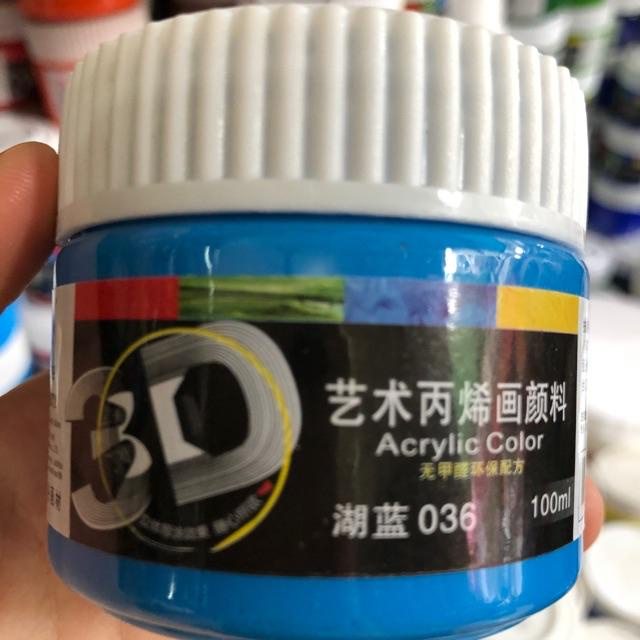 3D
艺术丙烯画颜料
Acrylic Color
无甲醛环保配方
湖蓝 036
100ml